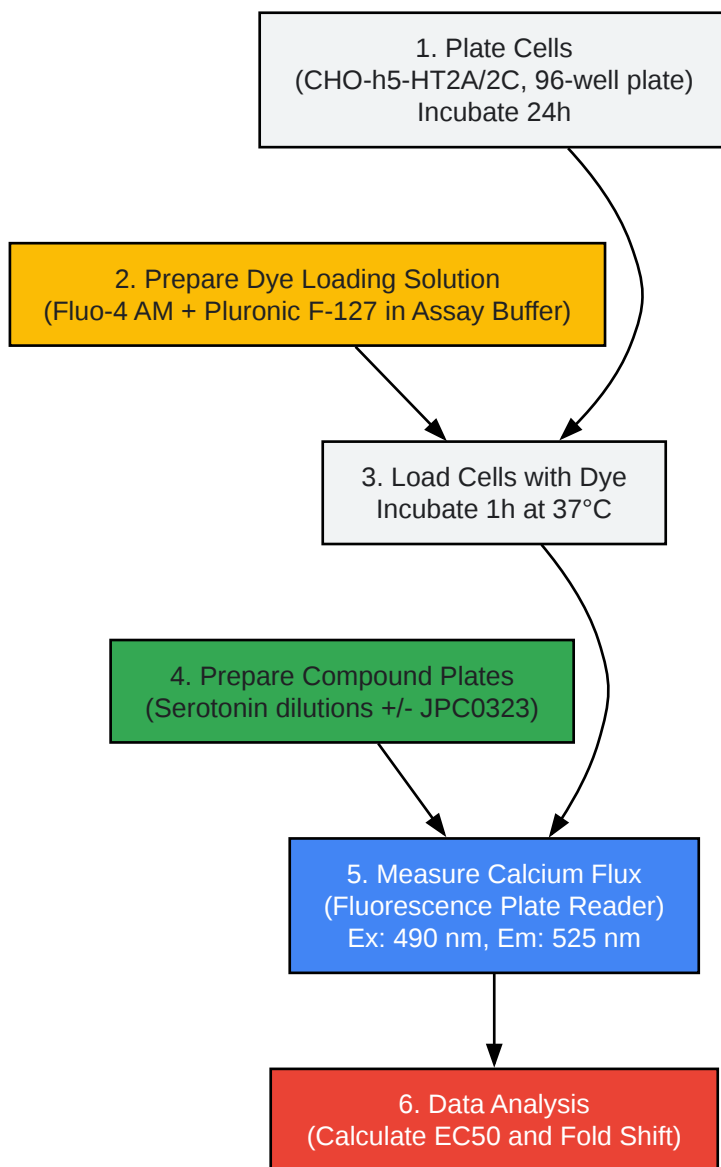 1. Plate Cells
(CHO-h5-HT2A/2C, 96-well plate)
Incubate 24h
2. Prepare Dye Loading Solution
(Fluo-4 AM + Pluronic F-127 in Assay Buffer)
3. Load Cells with Dye
Incubate 1h at 37°C
4. Prepare Compound Plates
(Serotonin dilutions +/- JPC0323)
5. Measure Calcium Flux
(Fluorescence Plate Reader)
Ex: 490 nm, Em: 525 nm
6. Data Analysis
(Calculate EC50 and Fold Shift)